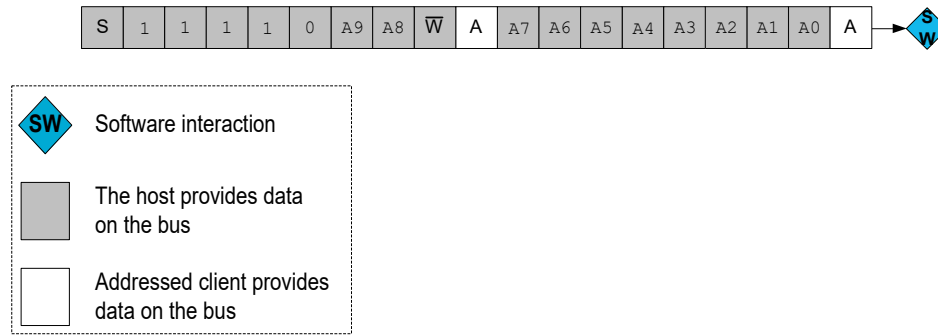 S 1 1 1 1 0 A9 A8 W̅ A A7 A6 A5 A4 A3 A2 A1 A0 A S W
SW Software interaction
The host provides data
on the bus
Addressed client provides
data on the bus